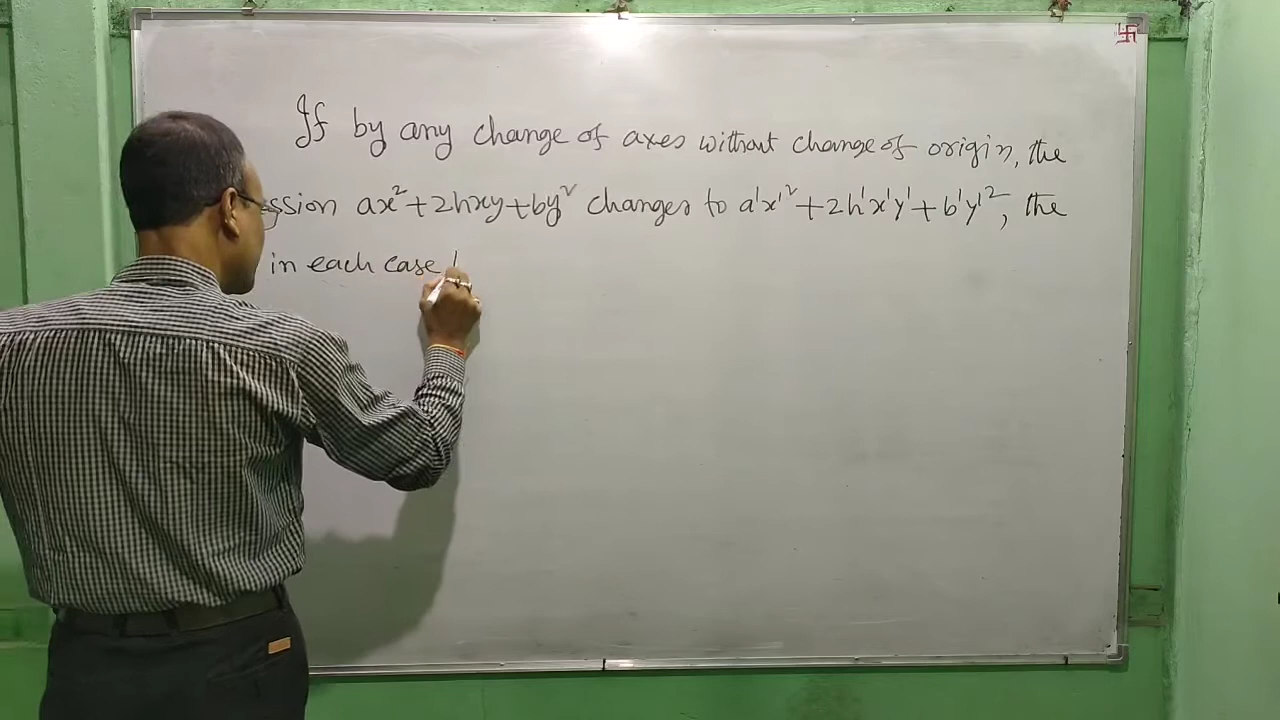 If by any change of axes without change of origin, the
ssion ax²+2hxy+by² changes to a'x'²+2h'x'y'+b'y'², the
in each case